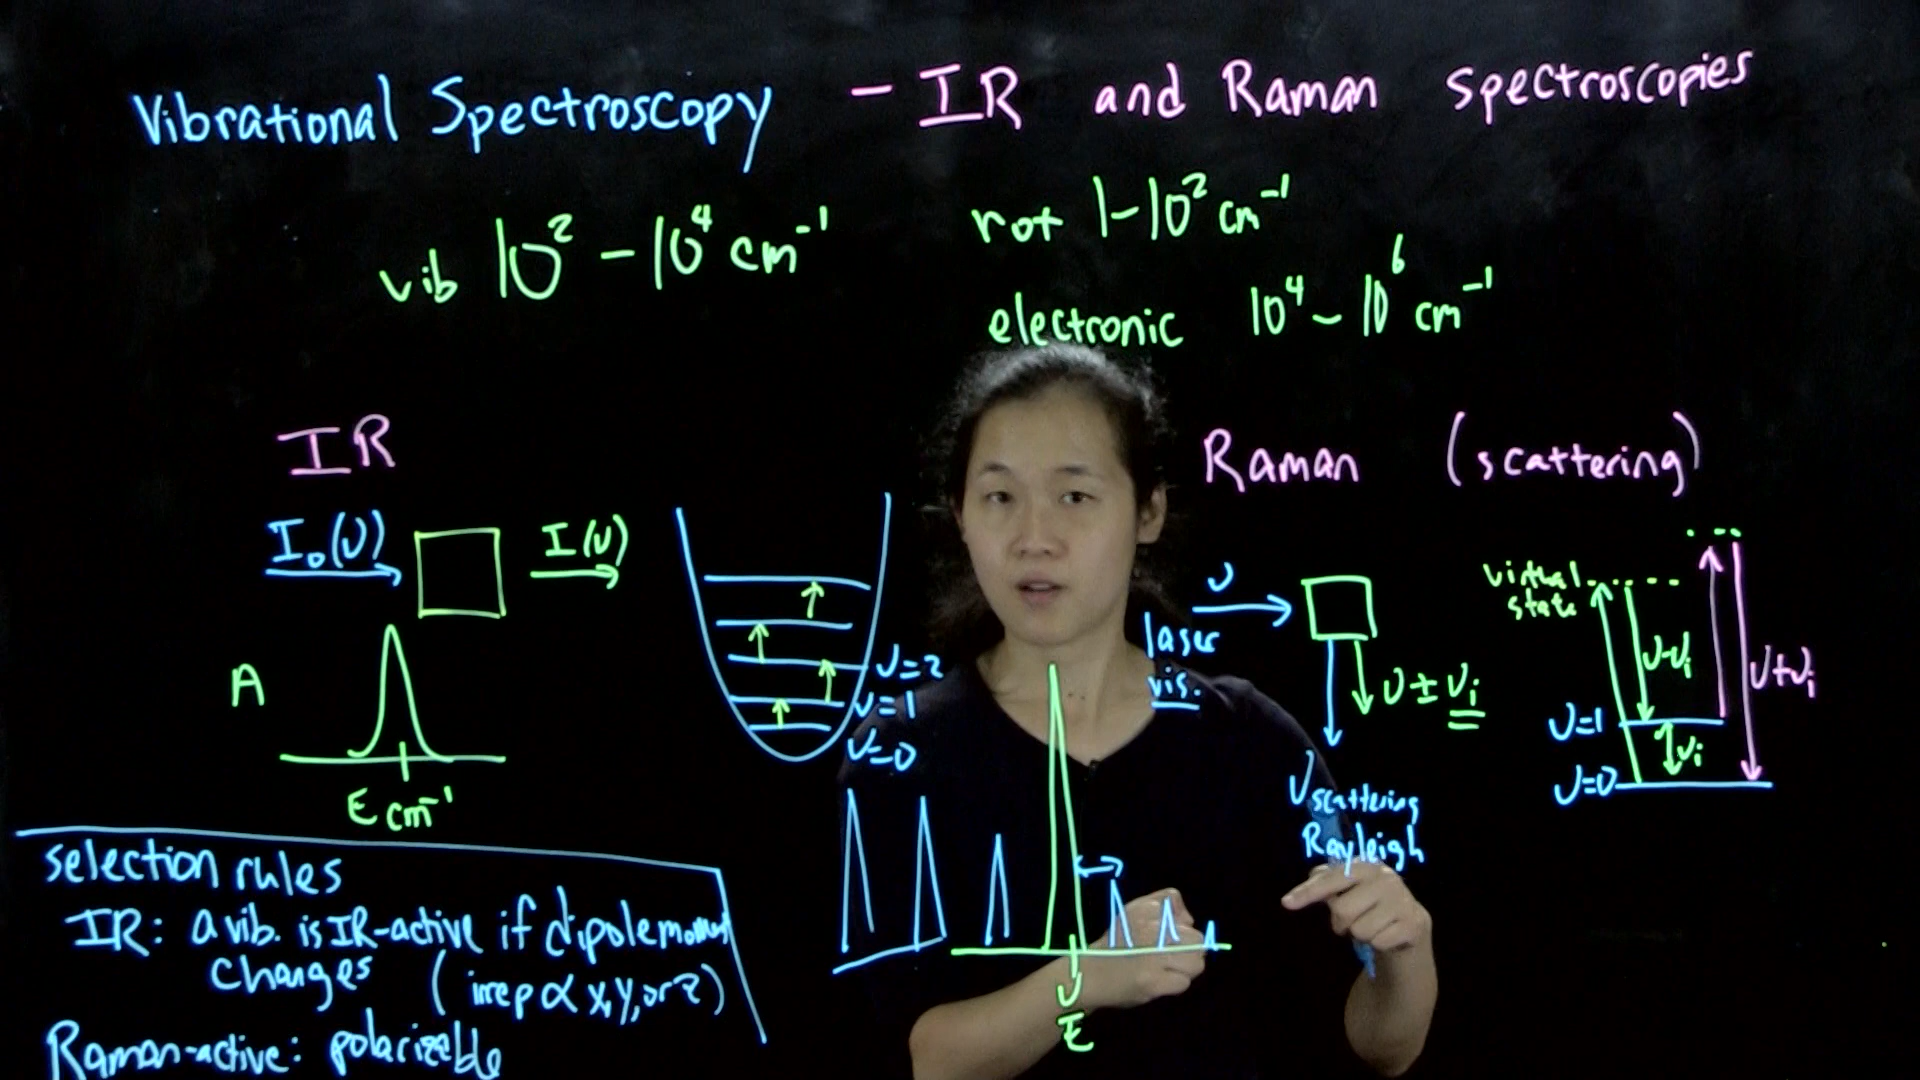 Vibrational Spectroscopy - IR and Raman spectroscopies
vib 10² - 10⁴ cm⁻¹
rot 1-10² cm⁻¹
electronic 10⁴ - 10⁶ cm⁻¹
IR
I₀(ν)
I(ν)
A
E cm⁻¹
ν=2
ν=1
ν=0
Raman (scattering)
ν
laser
vis.
ν ± νᵢ
ν scattering
Rayleigh
virtual
state
ν-νᵢ
ν+νᵢ
ν=1
νᵢ
ν=0
selection rules
IR: a vib. is IR-active if dipole moment
changes (irrep α x, y, or z)
Raman-active: polarizable
ν
E